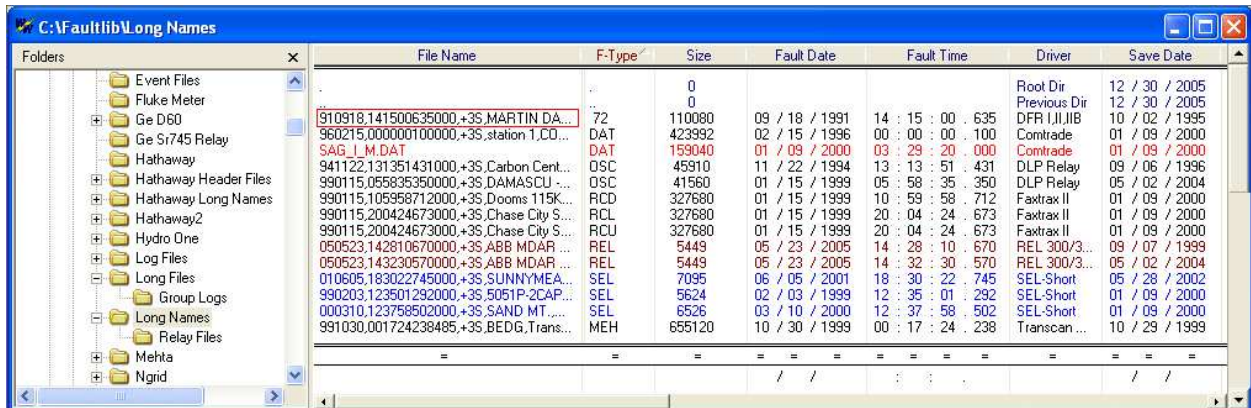 C:\Faultlib\Long Names
Folders x
Event Files
Fluke Meter
Ge D60
Ge Sr745 Relay
Hathaway
Hathaway Header Files
Hathaway Long Names
Hathaway2
Hydro One
Log Files
Long Files
Group Logs
Long Names
Relay Files
Mehta
Ngrid
File Name F-Type Size Fault Date Fault Time Driver Save Date
. . 0 Root Dir 12 / 30 / 2005
.. .. 0 Previous Dir 12 / 30 / 2005
910918,141500635000,+3S,MARTIN DA... 72 110080 09 / 18 / 1991 14 : 15 : 00 . 635 DFR I,II,IIB 10 / 02 / 1995
960215,000000100000,+3S,station 1,CO... DAT 423992 02 / 15 / 1996 00 : 00 : 00 . 100 Comtrade 01 / 09 / 2000
SAG_I_M.DAT DAT 159040 01 / 09 / 2000 03 : 29 : 20 . 000 Comtrade 01 / 09 / 2000
941122,131351431000,+3S,Carbon Cent... OSC 45910 11 / 22 / 1994 13 : 13 : 51 . 431 DLP Relay 09 / 06 / 1996
990115,055835350000,+3S,DAMASCU -... OSC 41560 01 / 15 / 1999 05 : 58 : 35 . 350 DLP Relay 05 / 02 / 2004
990115,105958712000,+3S,Dooms 115K... RCD 327680 01 / 15 / 1999 10 : 59 : 58 . 712 Faxtrax II 01 / 09 / 2000
990115,200424673000,+3S,Chase City S... RCL 327680 01 / 15 / 1999 20 : 04 : 24 . 673 Faxtrax II 01 / 09 / 2000
990115,200424673000,+3S,Chase City S... RCU 327680 01 / 15 / 1999 20 : 04 : 24 . 673 Faxtrax II 01 / 09 / 2000
050523,142810670000,+3S,ABB MDAR ... REL 5449 05 / 23 / 2005 14 : 28 : 10 . 670 REL 300/3... 09 / 07 / 1999
050523,143230570000,+3S,ABB MDAR ... REL 5449 05 / 23 / 2005 14 : 32 : 30 . 570 REL 300/3... 05 / 02 / 2004
010605,183022745000,+3S,SUNNYMEA... SEL 7095 06 / 05 / 2001 18 : 30 : 22 . 745 SEL-Short 05 / 28 / 2002
990203,123501292000,+3S,5051P-2CAP... SEL 5624 02 / 03 / 1999 12 : 35 : 01 . 292 SEL-Short 01 / 09 / 2000
000310,123758502000,+3S,SAND MT.,... SEL 6526 03 / 10 / 2000 12 : 37 : 58 . 502 SEL-Short 01 / 09 / 2000
991030,001724238485,+3S,BEDG,Trans... MEH 655120 10 / 30 / 1999 00 : 17 : 24 . 238 Transcan ... 10 / 29 / 1999
= = = = = = = = = = = = = =
/ / : : . / /